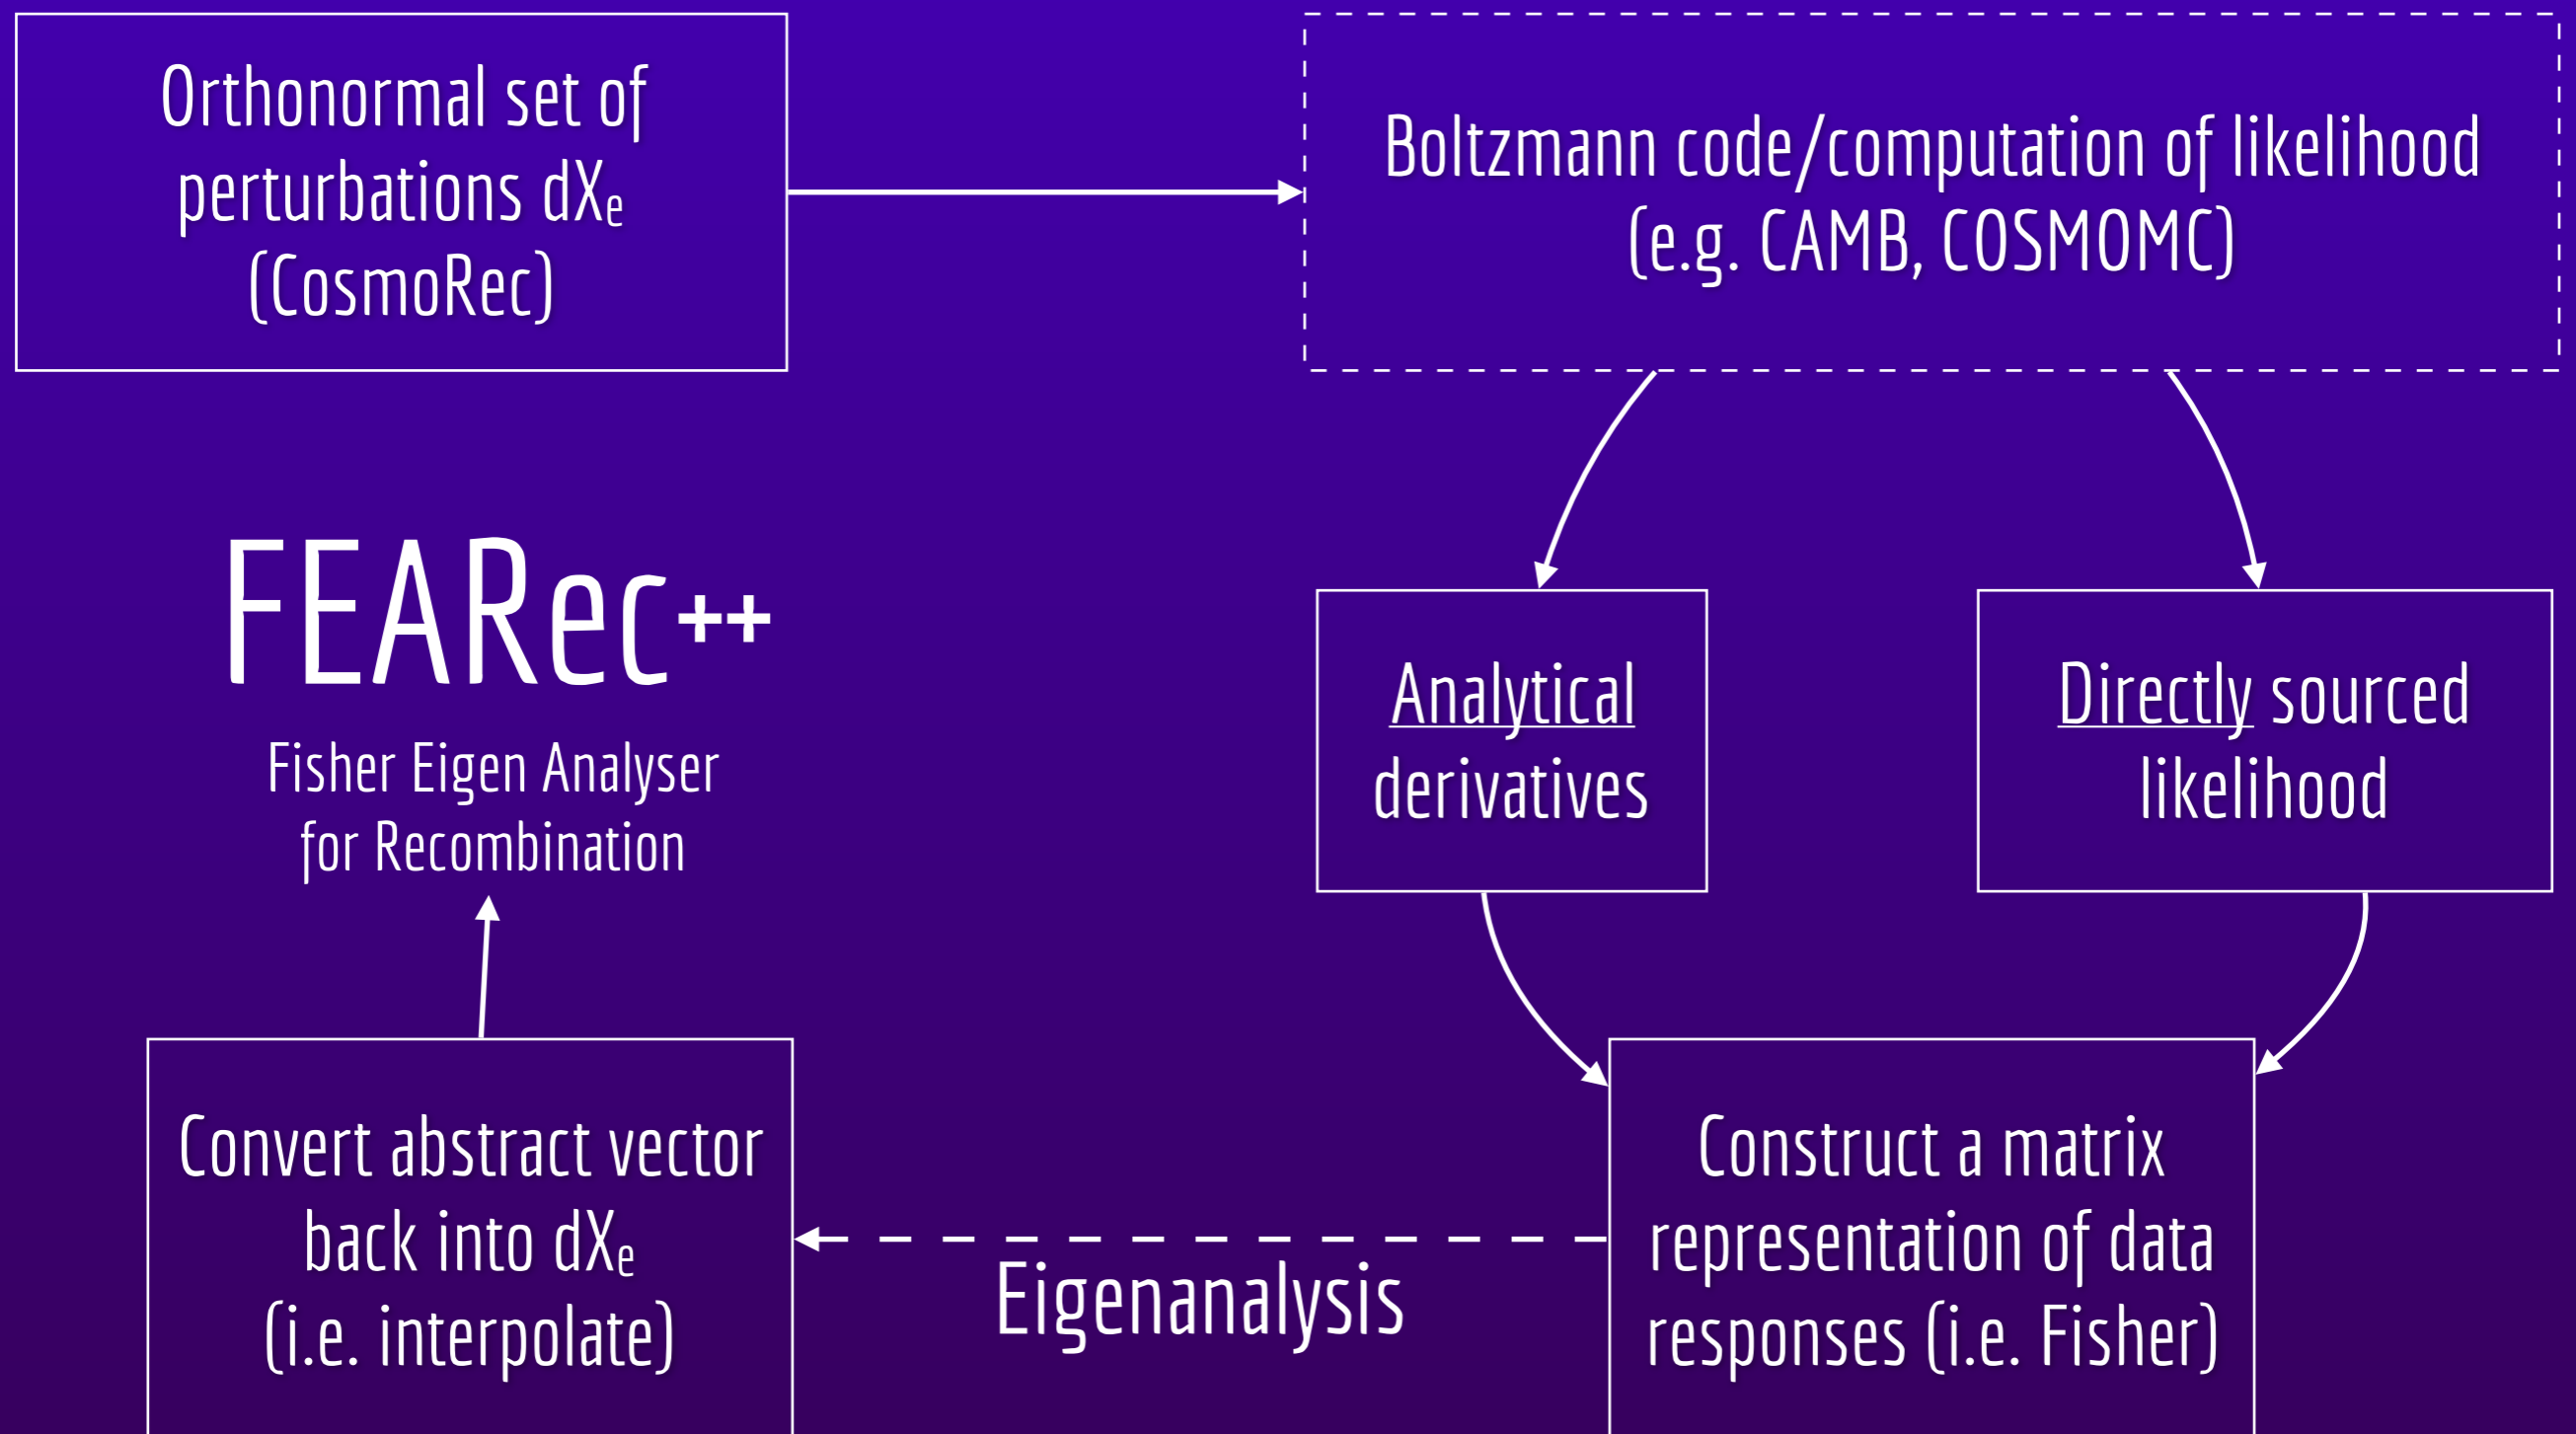 Orthonormal set of
perturbations dXₑ
(CosmoRec)
Boltzmann code/computation of likelihood
(e.g. CAMB, COSMOMC)
FEARec++
Fisher Eigen Analyser
for Recombination
Analytical
derivatives
Directly sourced
likelihood
Convert abstract vector
back into dXₑ
(i.e. interpolate)
Eigenanalysis
Construct a matrix
representation of data
responses (i.e. Fisher)